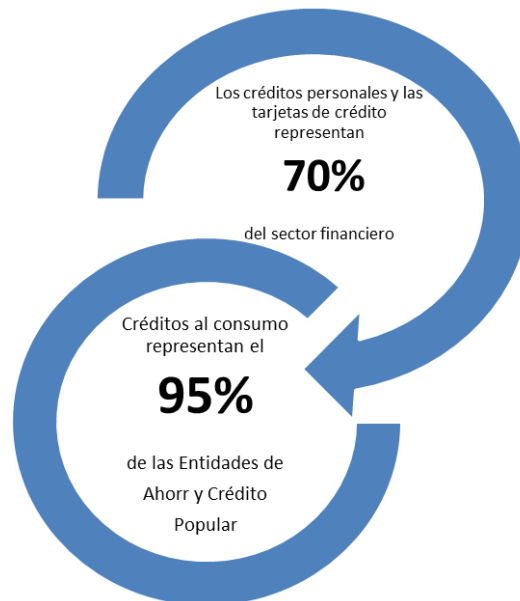 Los créditos personales y las
tarjetas de crédito
representan
70%
del sector financiero
Créditos al consumo
representan el
95%
de las Entidades de
Ahorr y Crédito
Popular